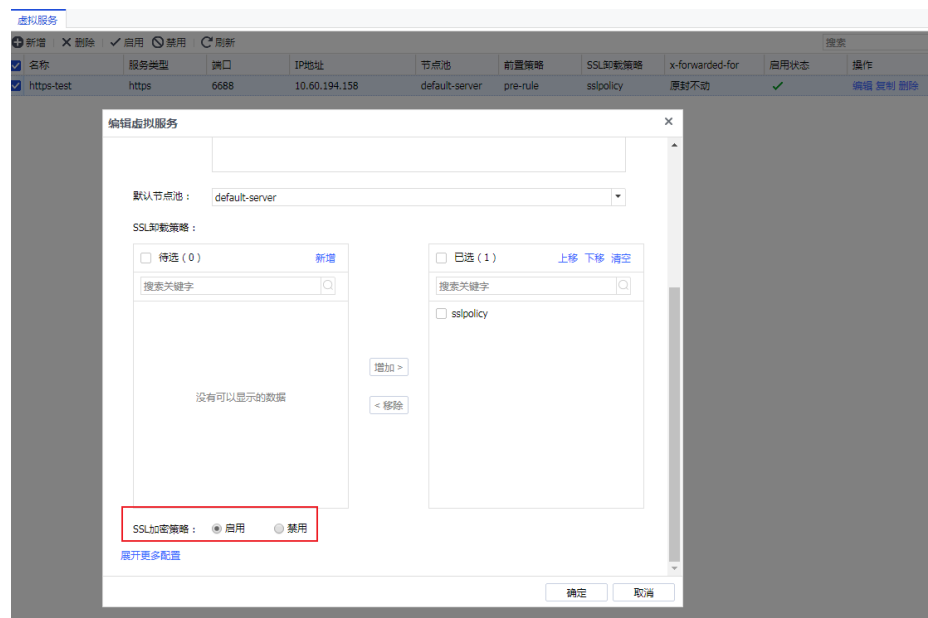 虚拟服务
新增 删除 启用 禁用 刷新 搜索
名称 服务类型 端口 IP地址 节点池 前置策略 SSL卸载策略 x-forwarded-for 启用状态 操作
https-test https 6688 10.60.194.158 default-server pre-rule sslpolicy 原封不动 编辑 复制 删除
编辑虚拟服务
默认节点池： default-server
SSL卸载策略：
待选（0） 新增 已选（1） 上移 下移 清空
搜索关键字 搜索关键字
sslpolicy
增加 >
没有可以显示的数据
< 移除
SSL加密策略： 启用 禁用
展开更多配置
确定 取消